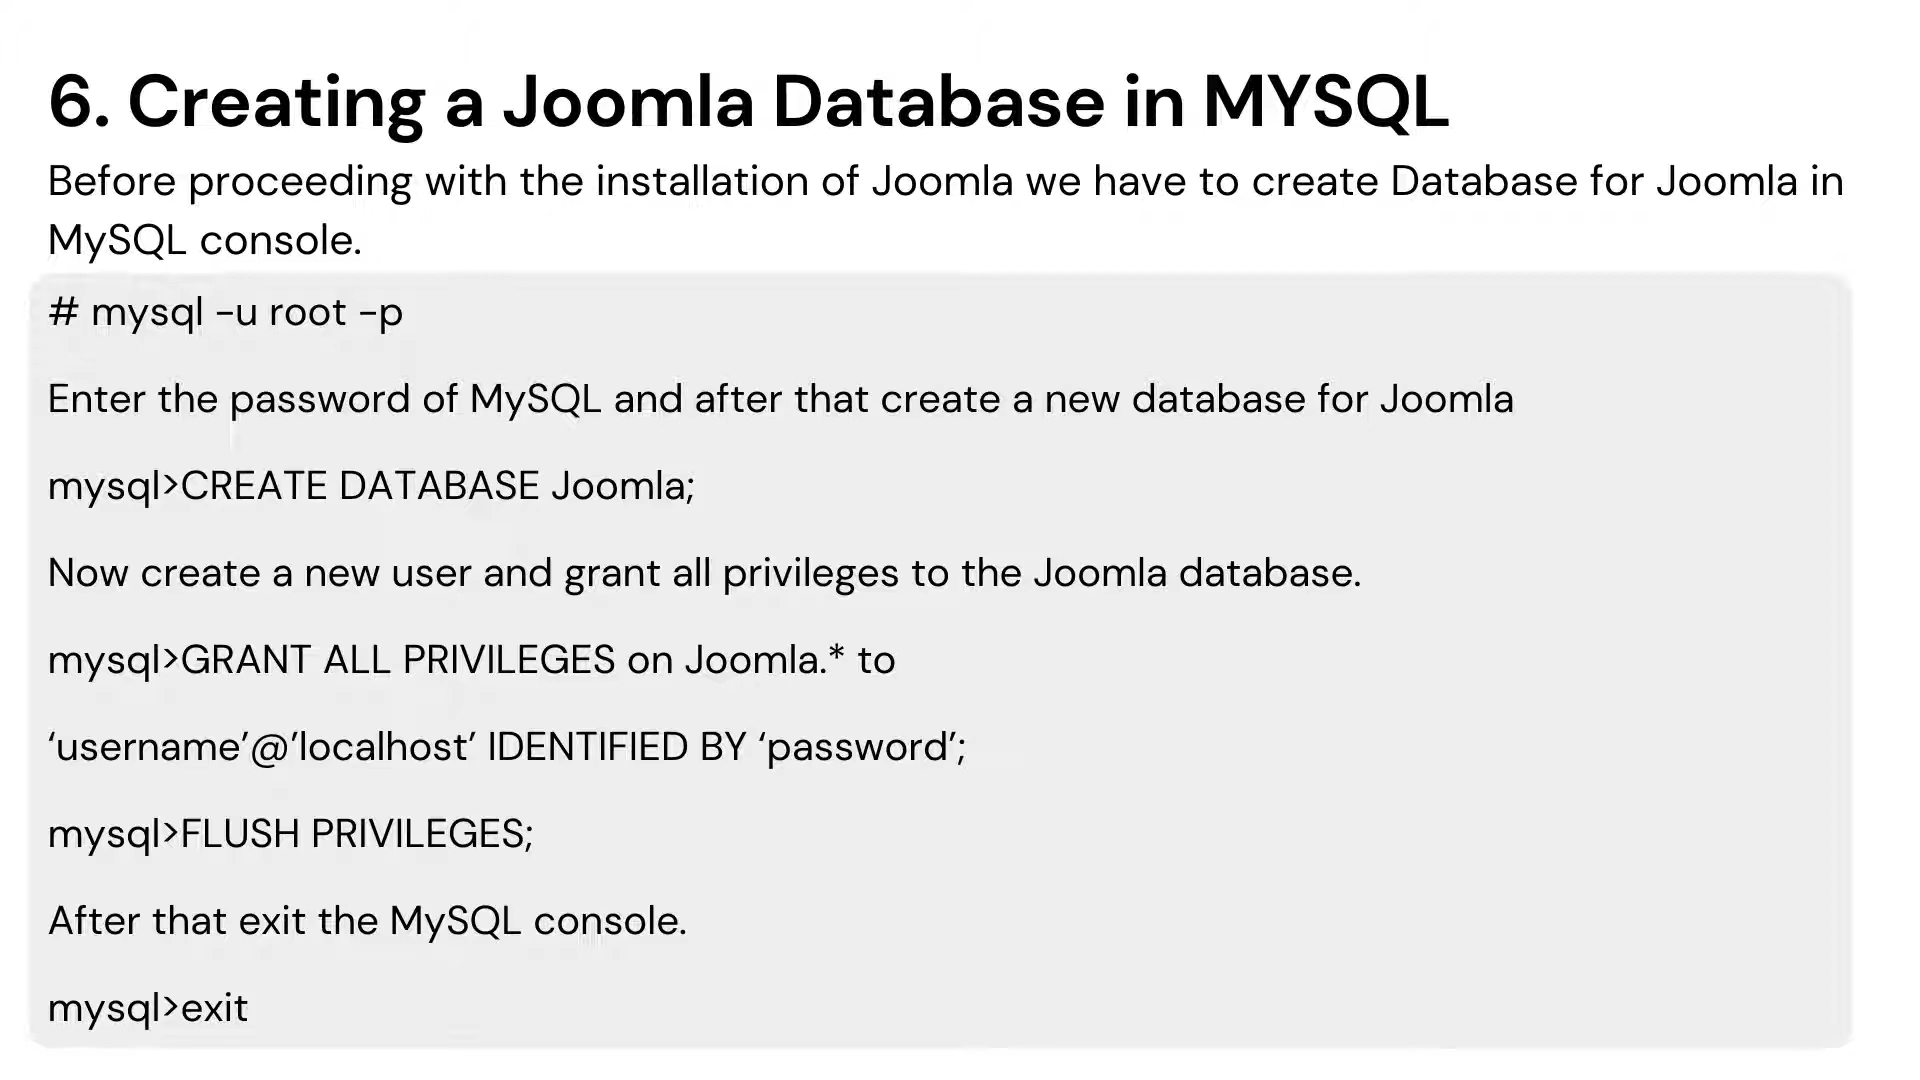 6. Creating a Joomla Database in MYSQL
Before proceeding with the installation of Joomla we have to create Database for Joomla in
MySQL console.
# mysql -u root -p
Enter the password of MySQL and after that create a new database for Joomla
mysql>CREATE DATABASE Joomla;
Now create a new user and grant all privileges to the Joomla database.
mysql>GRANT ALL PRIVILEGES on Joomla.* to
‘username’@’localhost’ IDENTIFIED BY ‘password’;
mysql>FLUSH PRIVILEGES;
After that exit the MySQL console.
mysql>exit